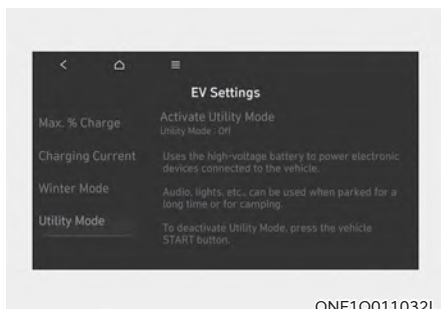 EV Settings
Max. % Charge
Charging Current
Winter Mode
Utility Mode
Activate Utility Mode
Utility Mode : Off
Uses the high-voltage battery to power electronic
devices connected to the vehicle.
Audio, lights, etc., can be used when parked for a
long time or for camping.
To deactivate Utility Mode, press the vehicle
START button.